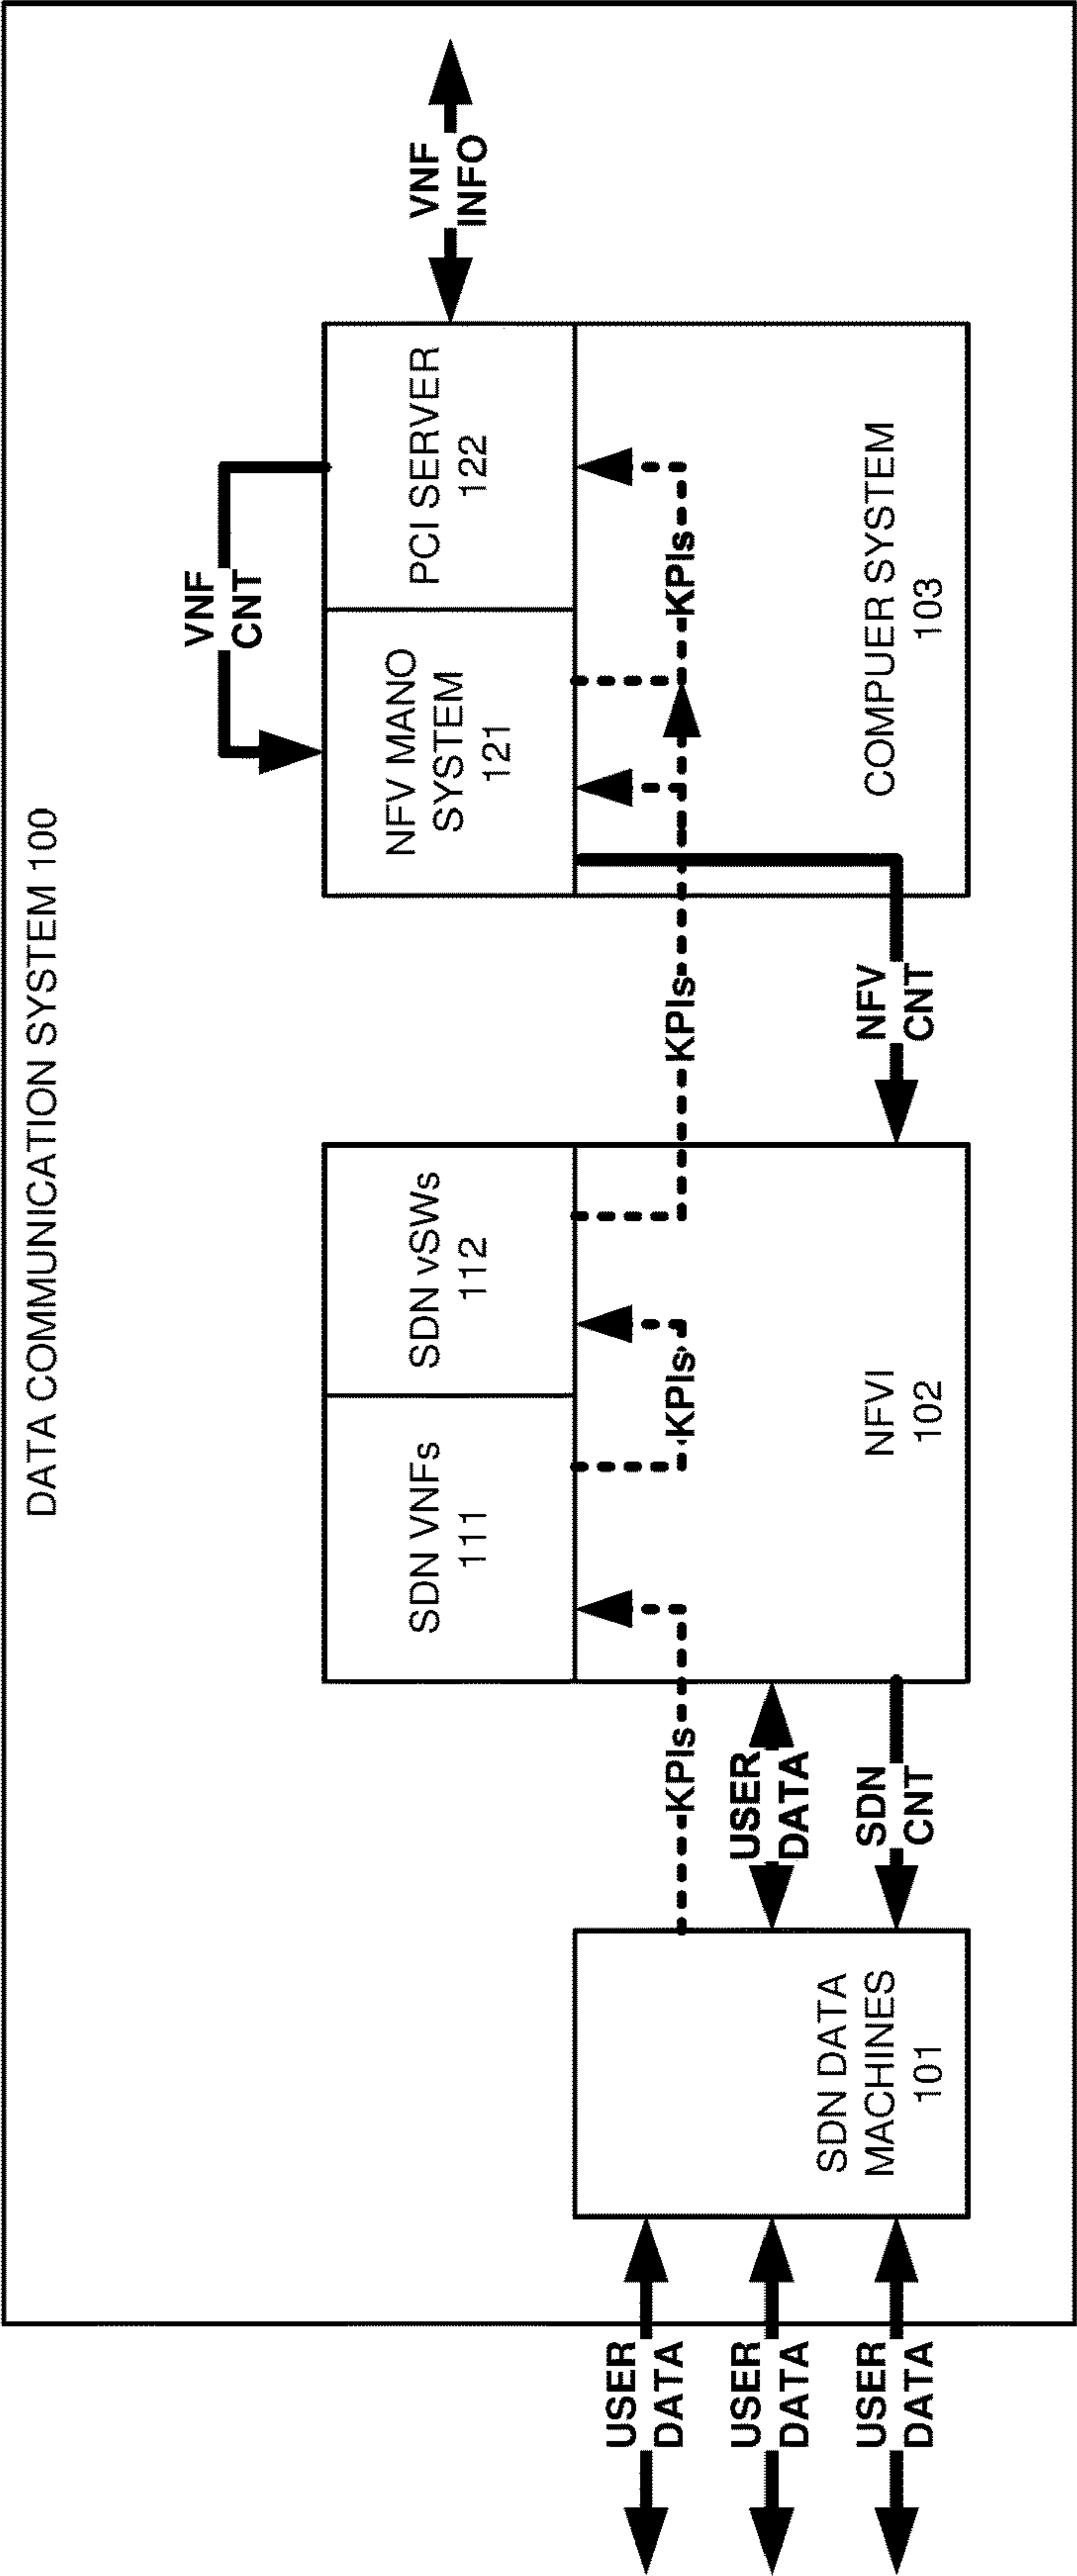 DATA COMMUNICATION SYSTEM 100
VNF
CNT
VNF
INFO
SDN VNFs
111
SDN vSWs
112
NFV MANO
SYSTEM
121
PCI SERVER
122
KPIs
KPIs
KPIs
KPIs
USER
DATA
USER
DATA
USER
DATA
USER
DATA
SDN
CNT
NFV
CNT
SDN DATA
MACHINES
101
NFVI
102
COMPUER SYSTEM
103